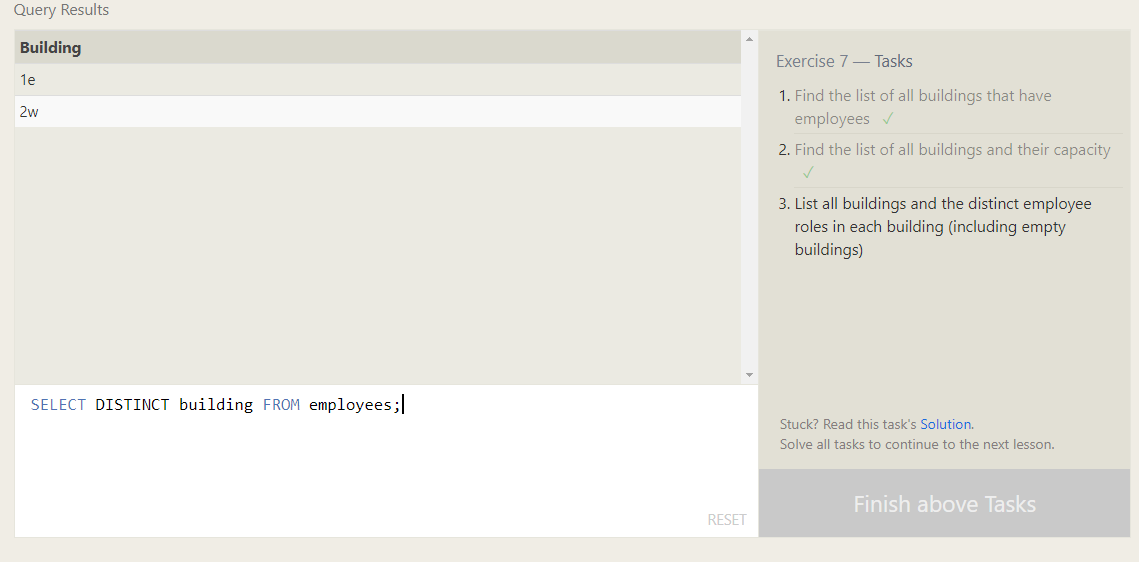 Query Results
Building
1e
2w
SELECT DISTINCT building FROM employees;
RESET
Exercise 7 — Tasks
1. Find the list of all buildings that have
employees ✓
2. Find the list of all buildings and their capacity
✓
3. List all buildings and the distinct employee
roles in each building (including empty
buildings)
Stuck? Read this task's Solution.
Solve all tasks to continue to the next lesson.
Finish above Tasks